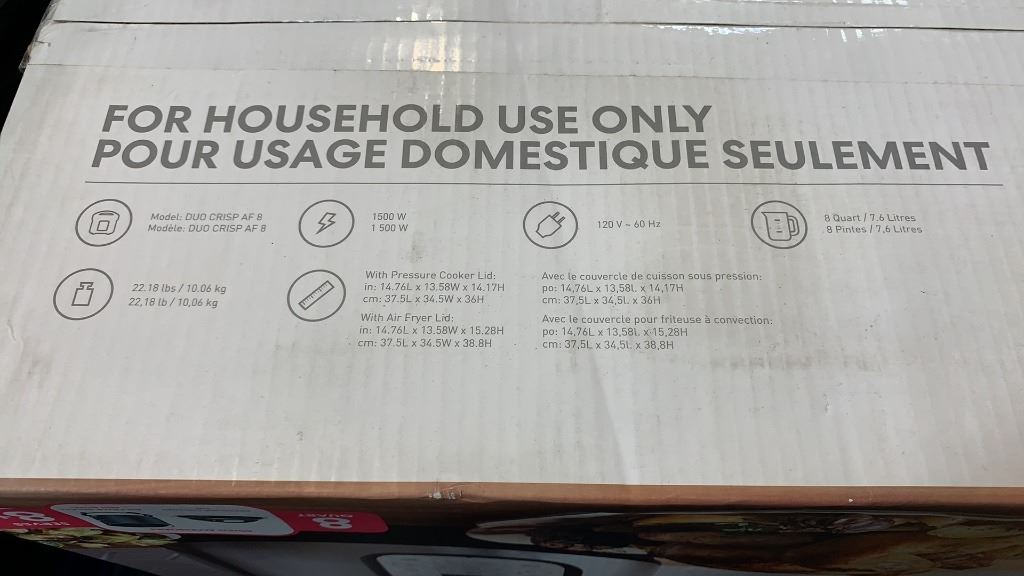 FOR HOUSEHOLD USE ONLY
POUR USAGE DOMESTIQUE SEULEMENT
Model: DUO CRISP AF 8
Modèle: DUO CRISP AF 8
1500 W
1 500 W
120 V ~ 60 Hz
8 Quart / 7.6 Litres
8 Pintes / 7,6 Litres
22.18 lbs / 10.06 kg
22,18 lb / 10,06 kg
With Pressure Cooker Lid:
in: 14.76L x 13.58W x 14.17H
cm: 37.5L x 34.5W x 36H
With Air Fryer Lid:
in: 14.76L x 13.58W x 15.28H
cm: 37.5L x 34.5W x 38.8H
Avec le couvercle de cuisson sous pression:
po: 14,76L x 13,58l. x 14,17H
cm: 37,5L x 34,5l. x 36H
Avec le couvercle pour friteuse à convection:
po: 14,76L x 13,58l. x 15,28H
cm: 37,5L x 34,5l. x 38,8H
8
QUART